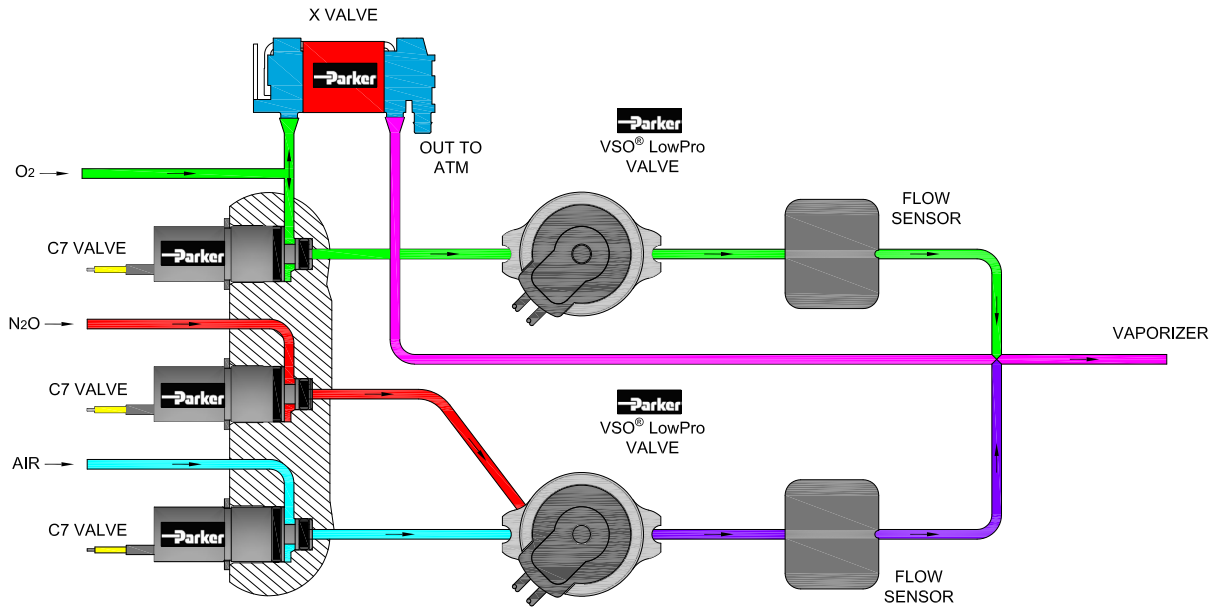 X VALVE
Parker
OUT TO
ATM
Parker
VSO® LowPro
VALVE
O2
FLOW
SENSOR
C7 VALVE
Parker
N2O
VAPORIZER
C7 VALVE
Parker
Parker
VSO® LowPro
VALVE
AIR
C7 VALVE
Parker
FLOW
SENSOR